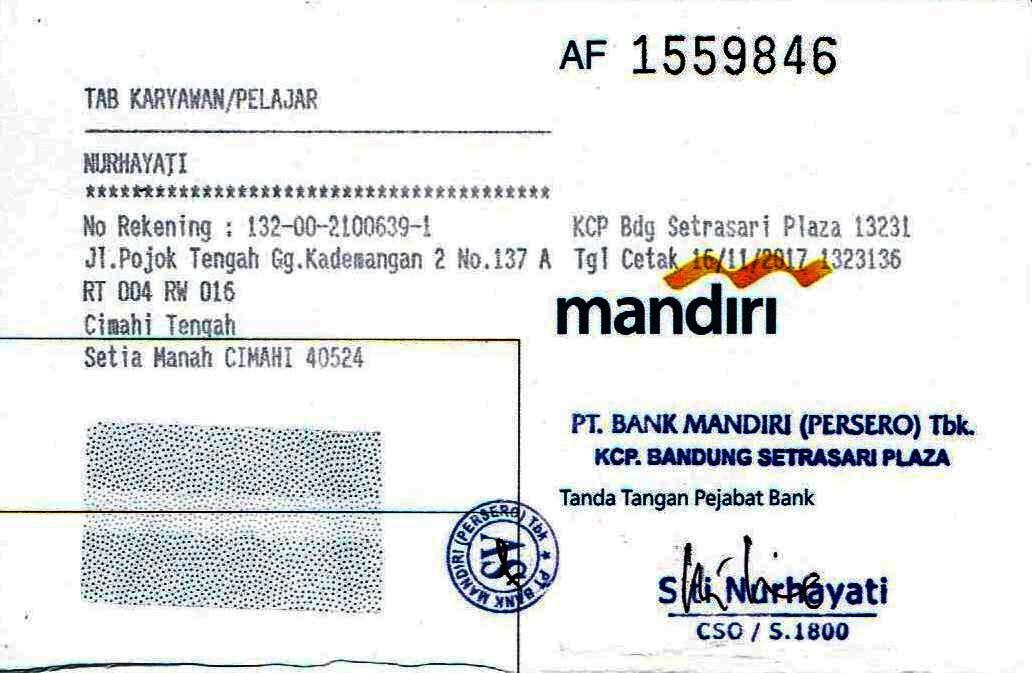 AF 1559846
TAB KARYAWAN/PELAJAR
NURHAYATI
****************************************
No Rekening : 132-00-2100639-1
KCP Bdg Setrasari Plaza 13231
Jl.Pojok Tengah Gg.Kademangan 2 No.137 A
Tgl Cetak 16/11/2017 1323136
RT 004 RW 016
mandiri
Cimahi Tengah
Setia Manah CIMAHI 40524
PT. BANK MANDIRI (PERSERO) Tbk.
KCP. BANDUNG SETRASARI PLAZA
Tanda Tangan Pejabat Bank
PT. BANK MANDIRI (PERSERO) Tbk ★
AS
Siti Nurhayati
CSO / S.1800